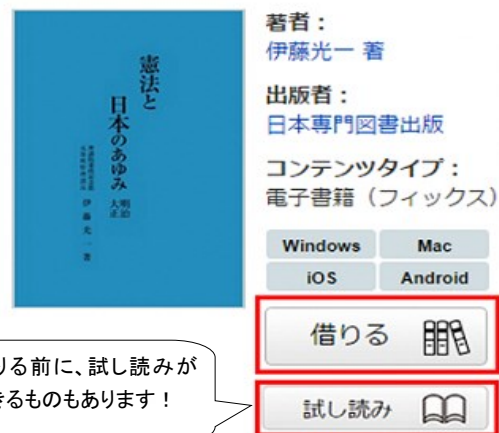 憲法と
日本のあゆみ
明治
大正
伊藤光一 著
著者：
伊藤光一 著
出版者：
日本専門図書出版
コンテンツタイプ：
電子書籍（フィックス）
Windows
Mac
iOS
Android
借りる
りる前に、試し読みが
きるものもあります！
試し読み